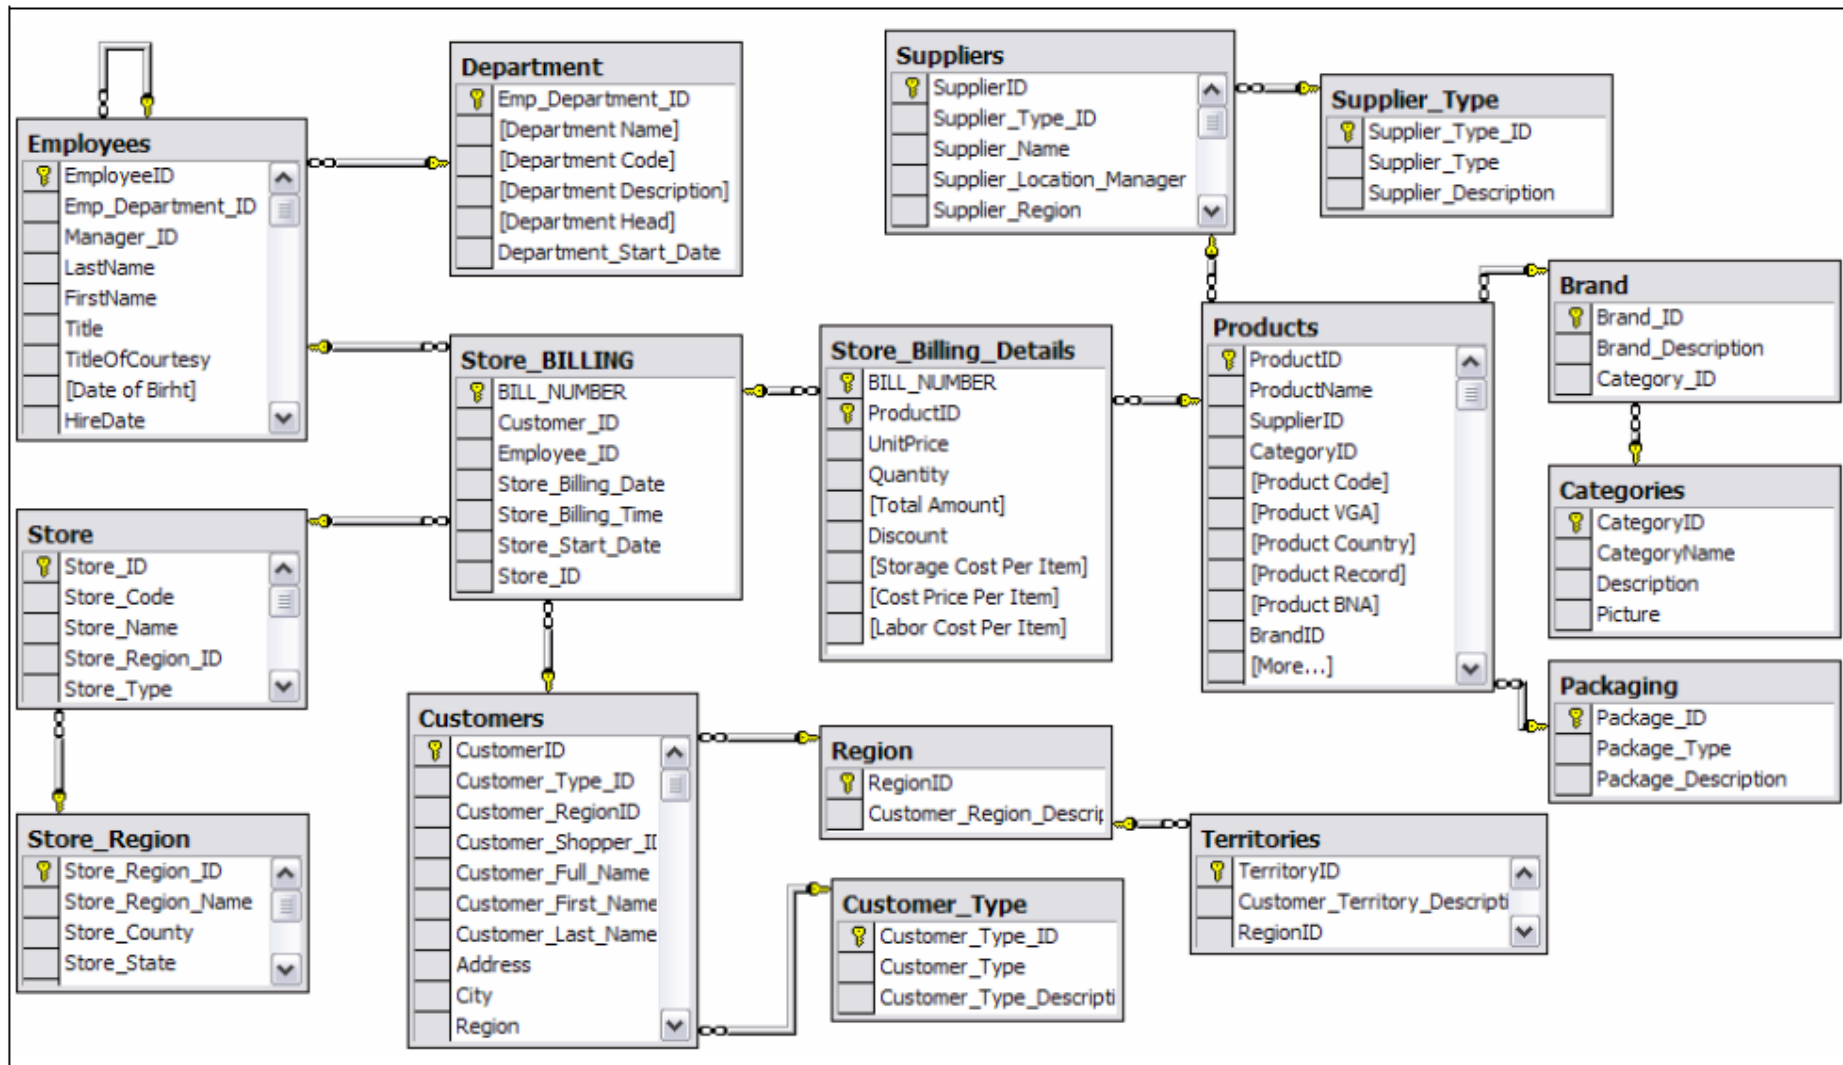 Employees
EmployeeID
Emp_Department_ID
Manager_ID
LastName
FirstName
Title
TitleOfCourtesy
[Date of Birht]
HireDate
Department
Emp_Department_ID
[Department Name]
[Department Code]
[Department Description]
[Department Head]
Department_Start_Date
Suppliers
SupplierID
Supplier_Type_ID
Supplier_Name
Supplier_Location_Manager
Supplier_Region
Supplier_Type
Supplier_Type_ID
Supplier_Type
Supplier_Description
Store_BILLING
BILL_NUMBER
Customer_ID
Employee_ID
Store_Billing_Date
Store_Billing_Time
Store_Start_Date
Store_ID
Store_Billing_Details
BILL_NUMBER
ProductID
UnitPrice
Quantity
[Total Amount]
Discount
[Storage Cost Per Item]
[Cost Price Per Item]
[Labor Cost Per Item]
Products
ProductID
ProductName
SupplierID
CategoryID
[Product Code]
[Product VGA]
[Product Country]
[Product Record]
[Product BNA]
BrandID
[More...]
Brand
Brand_ID
Brand_Description
Category_ID
Categories
CategoryID
CategoryName
Description
Picture
Packaging
Package_ID
Package_Type
Package_Description
Store
Store_ID
Store_Code
Store_Name
Store_Region_ID
Store_Type
Store_Region
Store_Region_ID
Store_Region_Name
Store_County
Store_State
Customers
CustomerID
Customer_Type_ID
Customer_RegionID
Customer_Shopper_ID
Customer_Full_Name
Customer_First_Name
Customer_Last_Name
Address
City
Region
Region
RegionID
Customer_Region_Descrip
Customer_Type
Customer_Type_ID
Customer_Type
Customer_Type_Descripti
Territories
TerritoryID
Customer_Territory_Descripti
RegionID